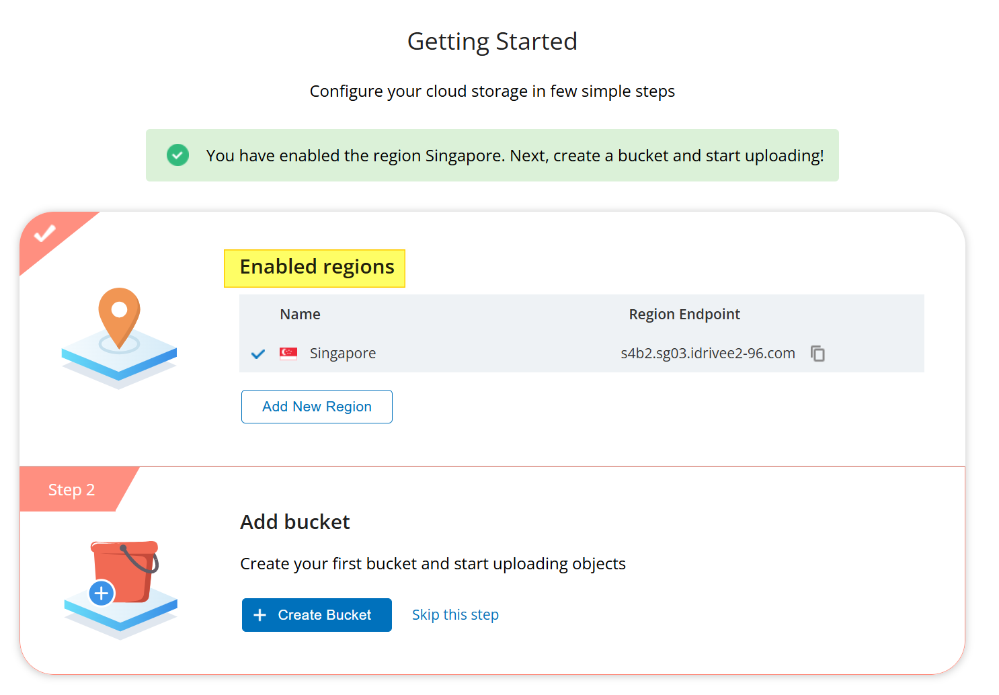 Getting Started
Configure your cloud storage in few simple steps
You have enabled the region Singapore. Next, create a bucket and start uploading!
Enabled regions
Name Region Endpoint
Singapore s4b2.sg03.idrivee2-96.com
Add New Region
Step 2
Add bucket
Create your first bucket and start uploading objects
+ Create Bucket Skip this step